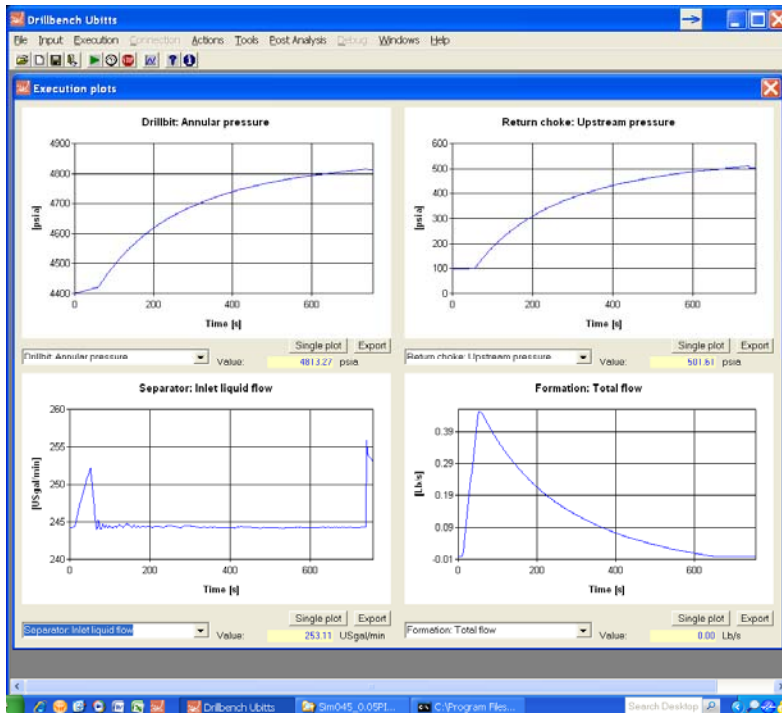 Drillbench Ubitts
File Input Execution Connection Actions Tools Post Analysis Debug Windows Help
Execution plots
Drillbit: Annular pressure
4900
4800
4700
4600
4500
4400
[psia]
0 200 400 600
Time [s]
Single plot Export
Drillbit: Annular pressure Value: 4813.27 psia
Return choke: Upstream pressure
600
500
400
300
200
100
0
[psia]
0 200 400 600
Time [s]
Single plot Export
Return choke: Upstream pressure Value: 501.61 psia
Separator: Inlet liquid flow
260
255
250
245
240
[USgal/min]
0 200 400 600
Time [s]
Single plot Export
Separator: Inlet liquid flow Value: 253.11 USgal/min
Formation: Total flow
0.39
0.29
0.19
0.09
-0.01
[Lb/s]
0 200 400 600
Time [s]
Single plot Export
Formation: Total flow Value: 0.00 Lb/s
Drillbench Ubitts Sim045_0.05PI... C:\Program Files... Search Desktop